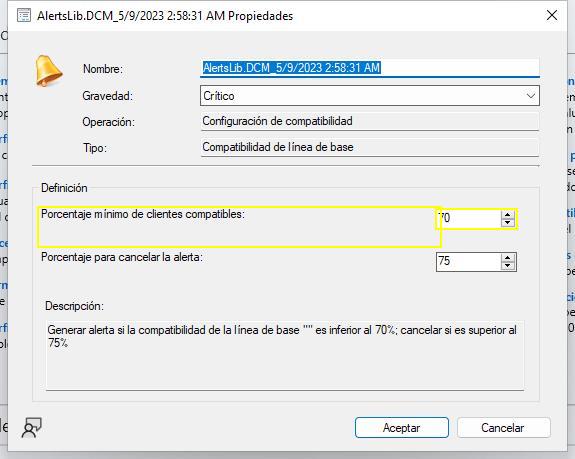 AlertsLib.DCM_5/9/2023 2:58:31 AM Propiedades
Nombre: AlertsLib.DCM_5/9/2023 2:58:31 AM
Gravedad: Crítico
Operación: Configuración de compatibilidad
Tipo: Compatibilidad de línea de base
Definición
Porcentaje mínimo de clientes compatibles: 70
Porcentaje para cancelar la alerta: 75
Descripción:
Generar alerta si la compatibilidad de la línea de base "" es inferior al 70%; cancelar si es superior al
75%
Aceptar Cancelar